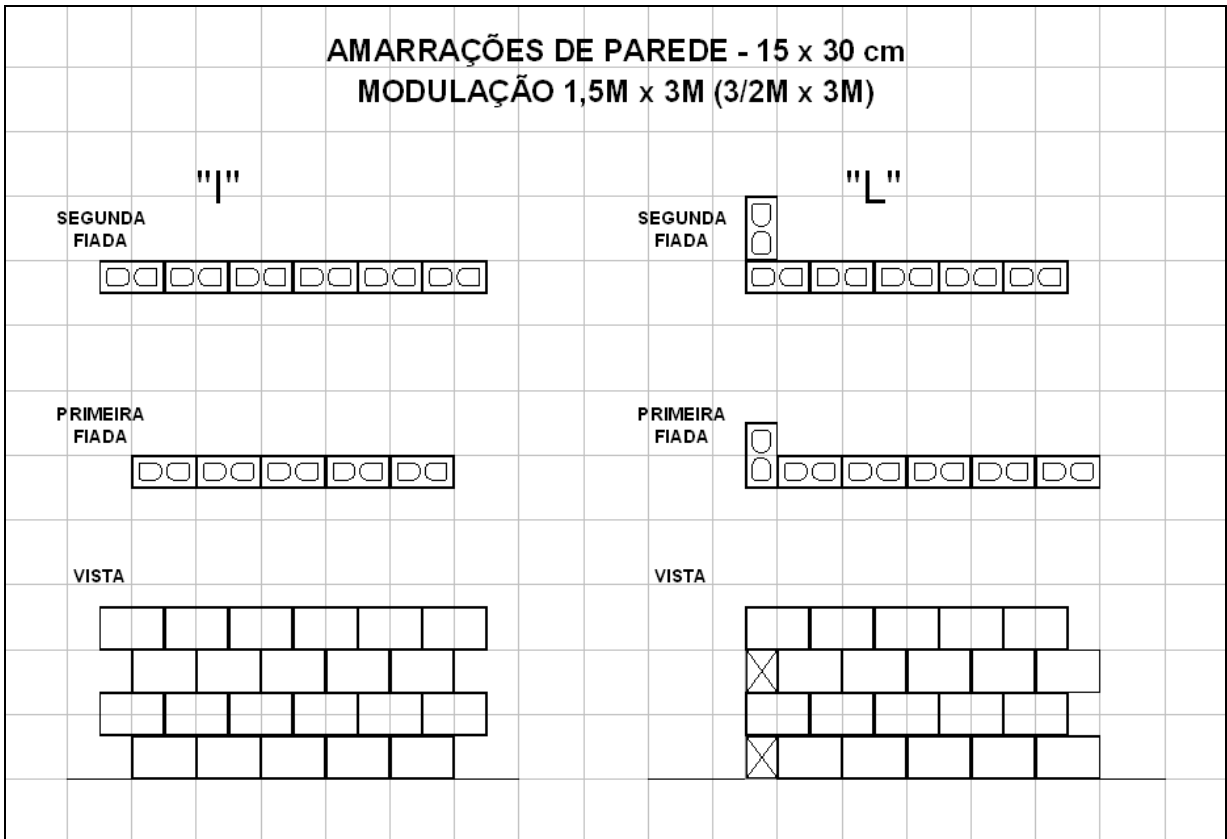 AMARRAÇÕES DE PAREDE - 15 x 30 cm
MODULAÇÃO 1,5M x 3M (3/2M x 3M)
"I"
SEGUNDA
FIADA
PRIMEIRA
FIADA
VISTA
"L"
SEGUNDA
FIADA
PRIMEIRA
FIADA
VISTA